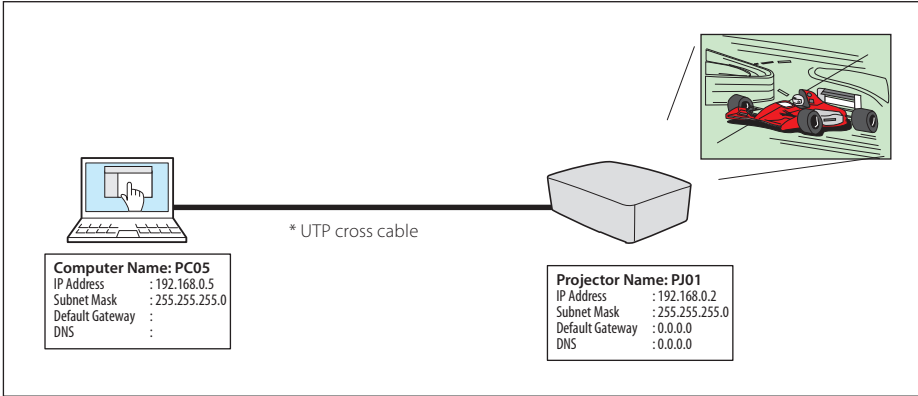 * UTP cross cable
Computer Name: PC05
IP Address : 192.168.0.5
Subnet Mask : 255.255.255.0
Default Gateway :
DNS :
Projector Name: PJ01
IP Address : 192.168.0.2
Subnet Mask : 255.255.255.0
Default Gateway : 0.0.0.0
DNS : 0.0.0.0